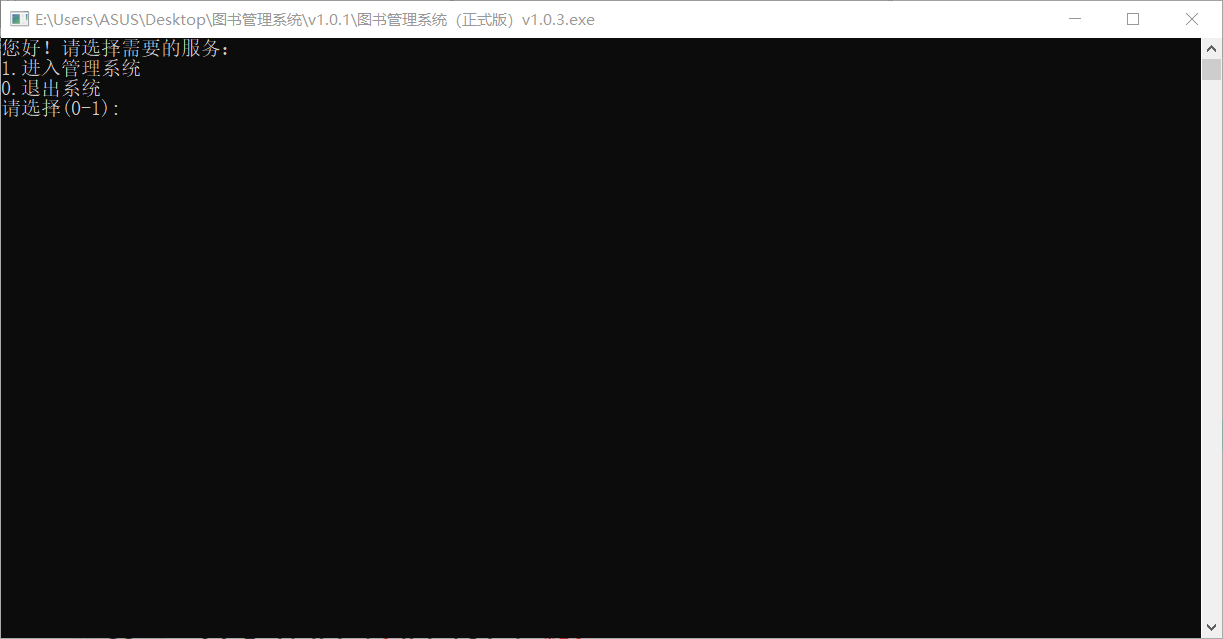 E:\Users\ASUS\Desktop\图书管理系统\v1.0.1\图书管理系统（正式版）v1.0.3.exe
您好！请选择需要的服务：
1.进入管理系统
0.退出系统
请选择(0-1):